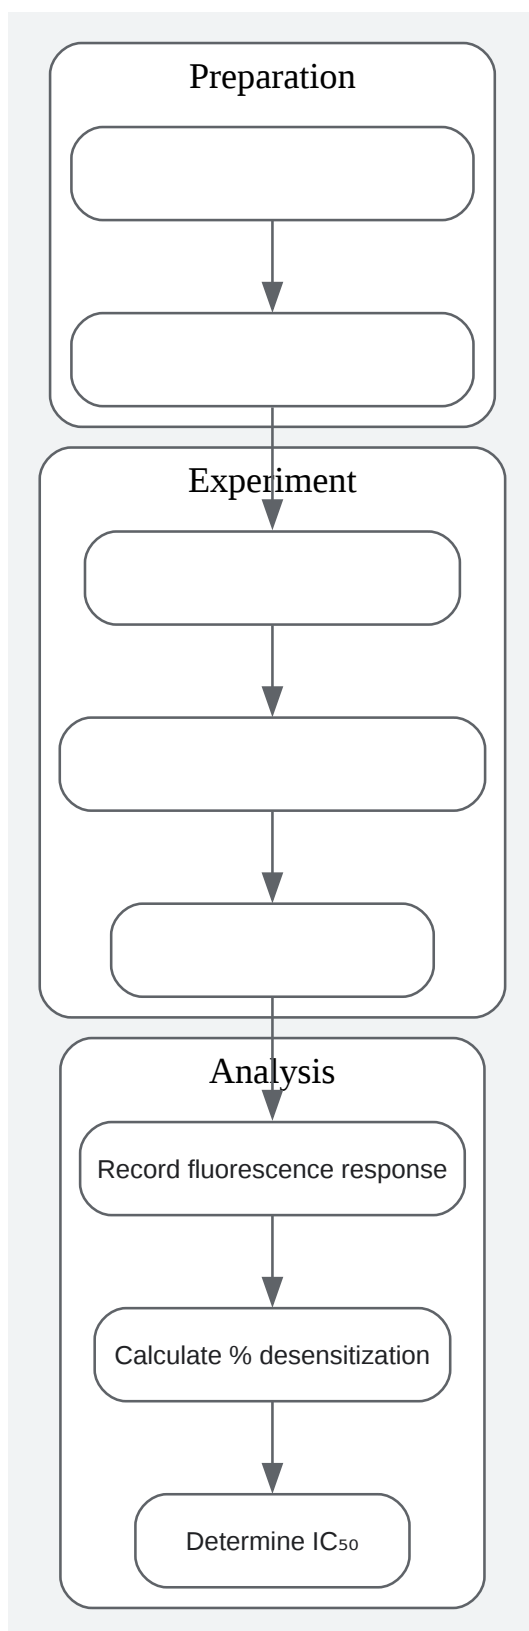 Preparation
Experiment
Analysis
Record fluorescence response
Calculate % desensitization
Determine IC₅₀